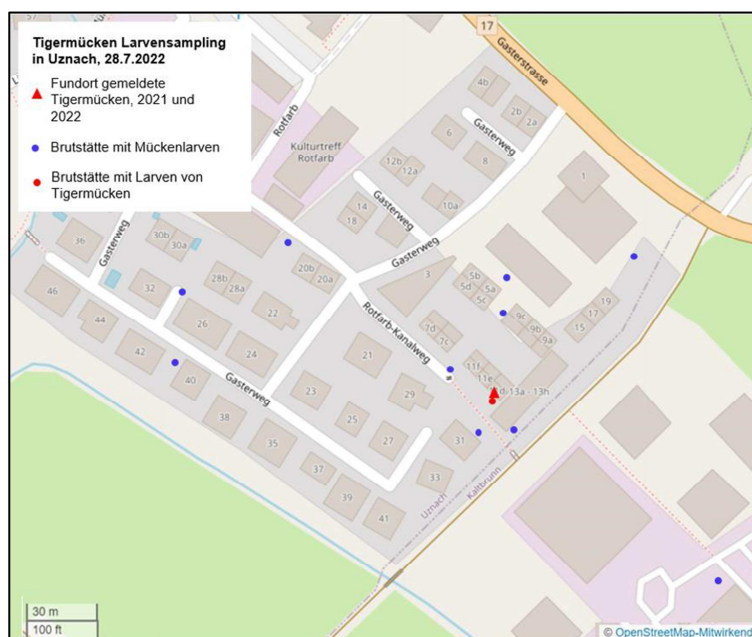 Tigermücken Larvensampling
in Uznach, 28.7.2022
Fundort gemeldete
Tigermücken, 2021 und
2022
Brutstätte mit Mückenlarven
Brutstätte mit Larven von
Tigermücken
57
17
Gasterstrasse
Rotfarb
Kulturtreff
Rotfarb
4b
2b
2a
Gasterweg
6
8
12b
12a
10a
1
14
18
Gasterweg
Gasterweg
36
Gasterweg
30b
30a
20b
20a
3
5b
5d
5a
5c
46
32
28b
28a
22
26
44
24
42
40
Rotfarb-Kanalweg
7d
7c
9c
9b
9a
19
17
15
21
11f
11e
13a - 13h
Gasterweg
23
29
38
25
27
35
31
37
33
39
41
Uznach
Kaltbrunn
30 m
100 ft
© OpenStreetMap-Mitwirkend